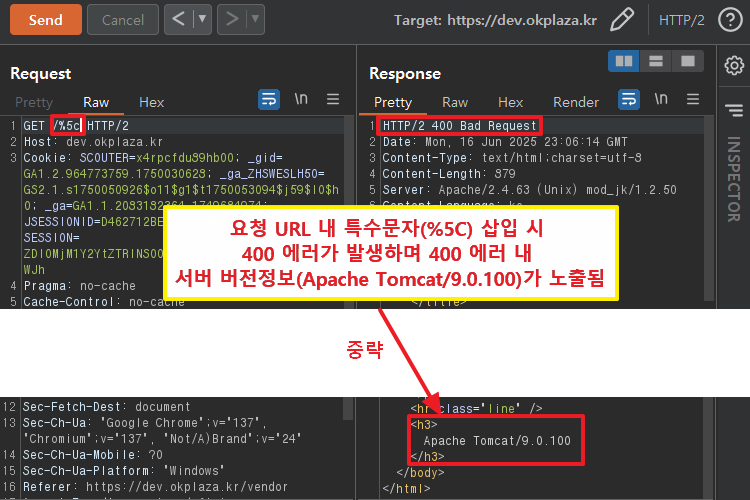 Send Cancel < ▼ > ▼ Target: https://dev.okplaza.kr HTTP/2
Request
Pretty Raw Hex \n
1 GET /%5c HTTP/2
2 Host: dev.okplaza.kr
3 Cookie: SCOUTER=x4rpcfdu89hb00; _gid=
GA1.2.964773759.1750030628; _ga_ZHSWESLH50=
GS2.1.s1750050926$o11$g1$t1750053094$j59$l0$h
0; _ga=GA1.1.2083182364.1749684974;
JSESSIONID=D462712BE
SESSION=
ZDI0MjM1Y2YtZTRINS00
WJh
4 Pragma: no-cache
5 Cache-Control: no-cache
12 Sec-Fetch-Dest: document
13 Sec-Ch-Ua: "Google Chrome";v="137",
"Chromium";v="137", "Not/A)Brand";v="24"
14 Sec-Ch-Ua-Mobile: ?0
15 Sec-Ch-Ua-Platform: "Windows"
16 Referer: https://dev.okplaza.kr/vendor
Response
Pretty Raw Hex Render \n
1 HTTP/2 400 Bad Request
2 Date: Mon, 16 Jun 2025 23:06:14 GMT
3 Content-Type: text/html;charset=utf-8
4 Content-Length: 879
5 Server: Apache/2.4.63 (Unix) mod_jk/1.2.50
6 Content-Language: ko
</title>
요청 URL 내 특수문자(%5C) 삽입 시
400 에러가 발생하며 400 에러 내
서버 버전정보(Apache Tomcat/9.0.100)가 노출됨
중략
<hr class="line" />
<h3>
Apache Tomcat/9.0.100
</h3>
</body>
</html>
INSPECTOR